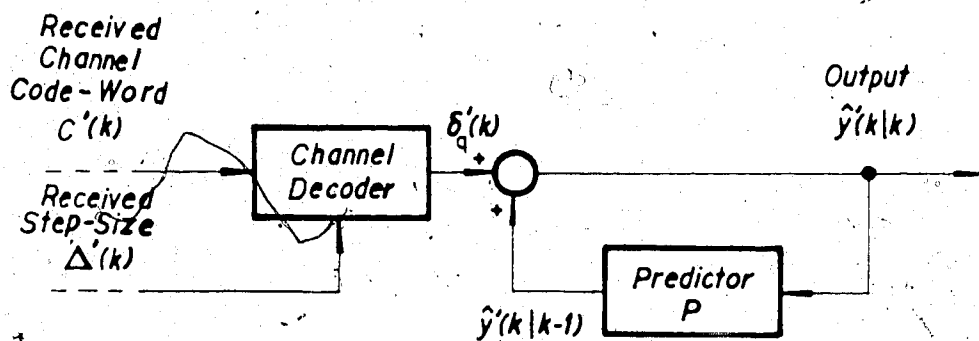 Received
Channel
Code-Word
C'(k)
Received
Step-Size
Δ'(k)
Channel
Decoder
δ'q(k)
+
+
Output
ŷ'(k|k)
Predictor
P
ŷ'(k|k-1)